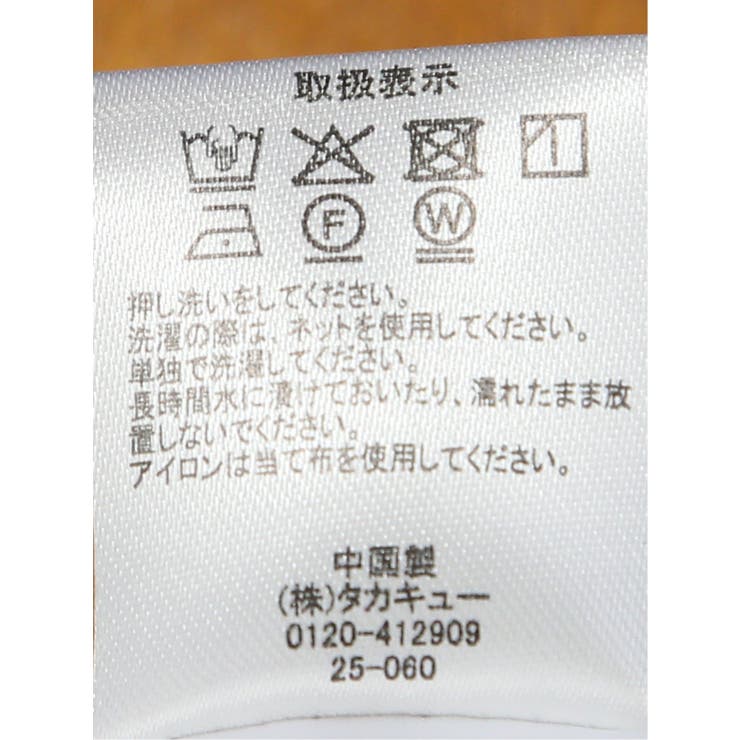 取扱表示
F W
押し洗いをしてください。
洗濯の際は、ネットを使用してください。
単独で洗濯してください。
長時間水に漬けておいたり、濡れたまま放
置しないでください。
アイロンは当て布を使用してください。
中国製
(株)タカキュー
0120-412909
25-060